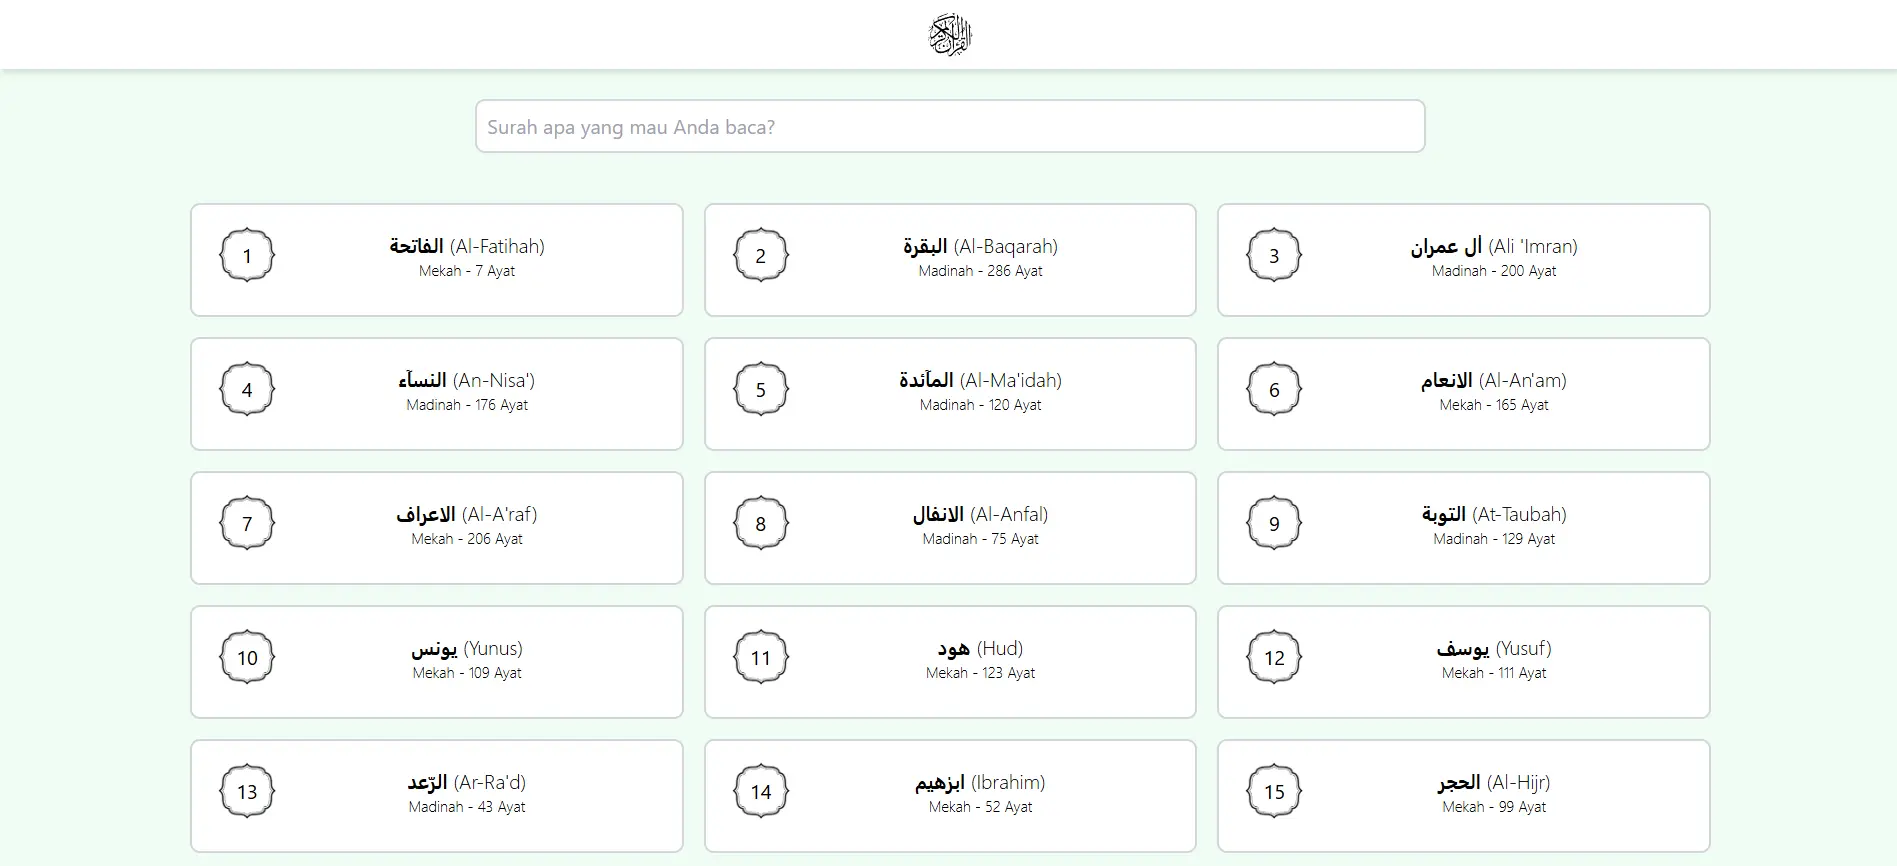 القرآن الكريم
Surah apa yang mau Anda baca?
1
الفاتحة (Al-Fatihah)
Mekah - 7 Ayat
2
البقرة (Al-Baqarah)
Madinah - 286 Ayat
3
اٰل عمران (Ali 'Imran)
Madinah - 200 Ayat
4
النساۤء (An-Nisa')
Madinah - 176 Ayat
5
الماۤئدة (Al-Ma'idah)
Madinah - 120 Ayat
6
الانعام (Al-An'am)
Mekah - 165 Ayat
7
الاعراف (Al-A'raf)
Mekah - 206 Ayat
8
الانفال (Al-Anfal)
Madinah - 75 Ayat
9
التوبة (At-Taubah)
Madinah - 129 Ayat
10
يونس (Yunus)
Mekah - 109 Ayat
11
هود (Hud)
Mekah - 123 Ayat
12
يوسف (Yusuf)
Mekah - 111 Ayat
13
الرّعد (Ar-Ra'd)
Madinah - 43 Ayat
14
ابرٰهيم (Ibrahim)
Mekah - 52 Ayat
15
الحجر (Al-Hijr)
Mekah - 99 Ayat